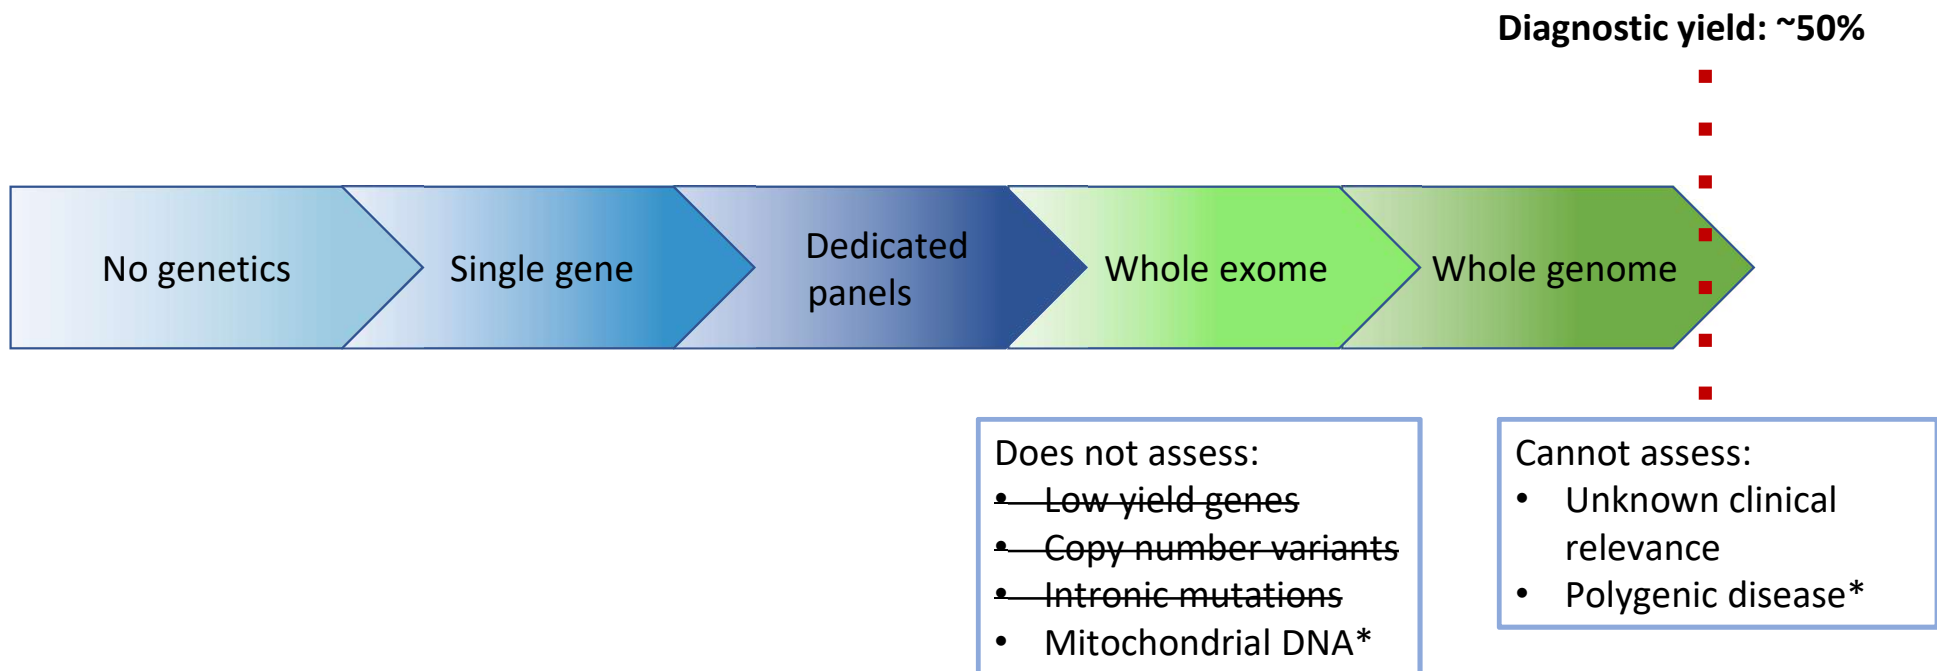 Diagnostic yield: ~50%
No genetics
Single gene
Dedicated
panels
Whole exome
Whole genome
Does not assess:
• Low yield genes
• Copy number variants
• Intronic mutations
• Mitochondrial DNA*
Cannot assess:
• Unknown clinical
relevance
• Polygenic disease*